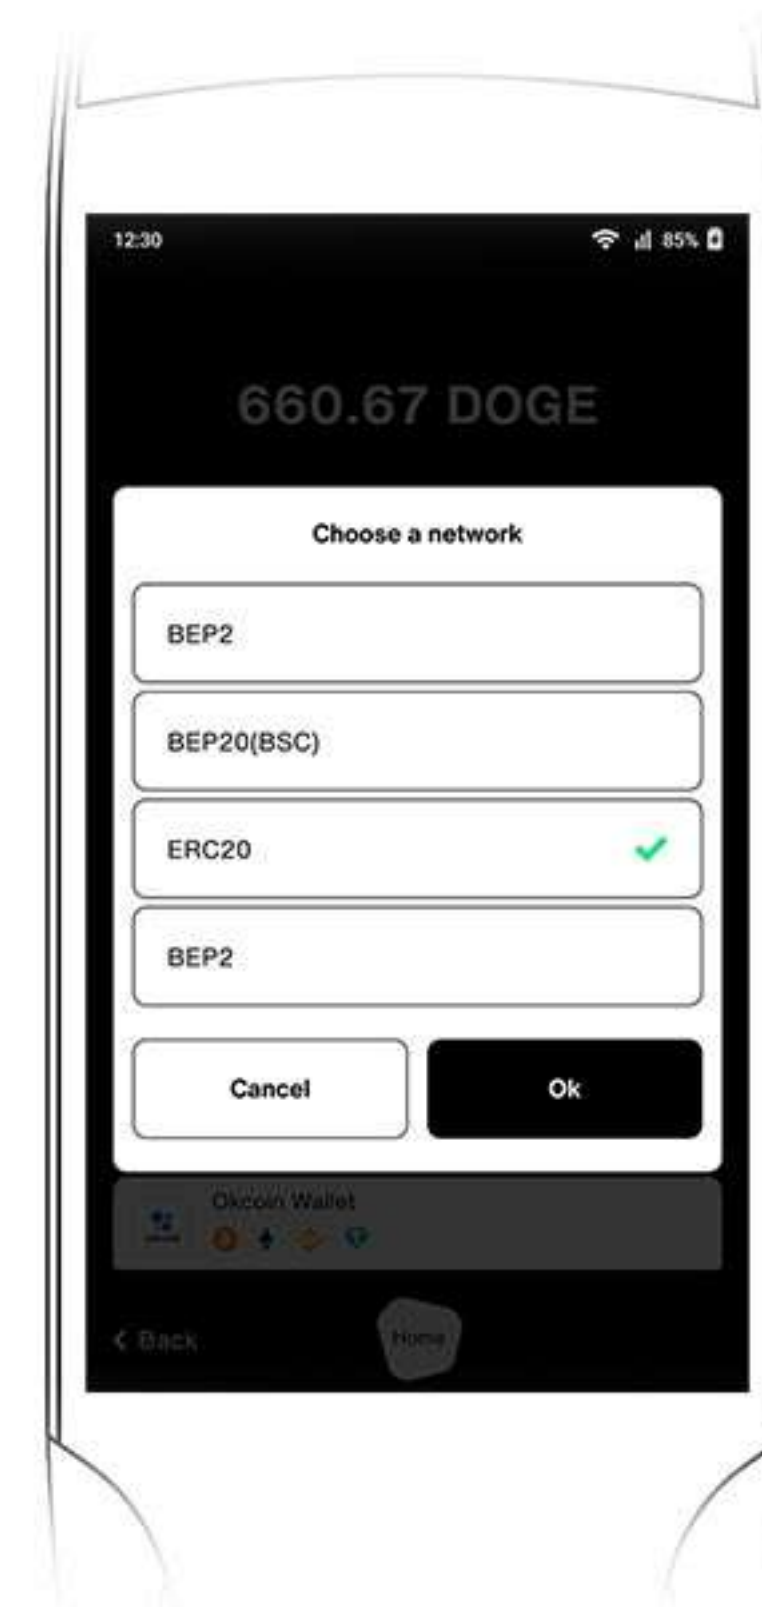 12:30 85%
660.67 DOGE
Choose a network
BEP2
BEP20(BSC)
ERC20
BEP2
Cancel Ok
Okcoin Wallet
< Back Home